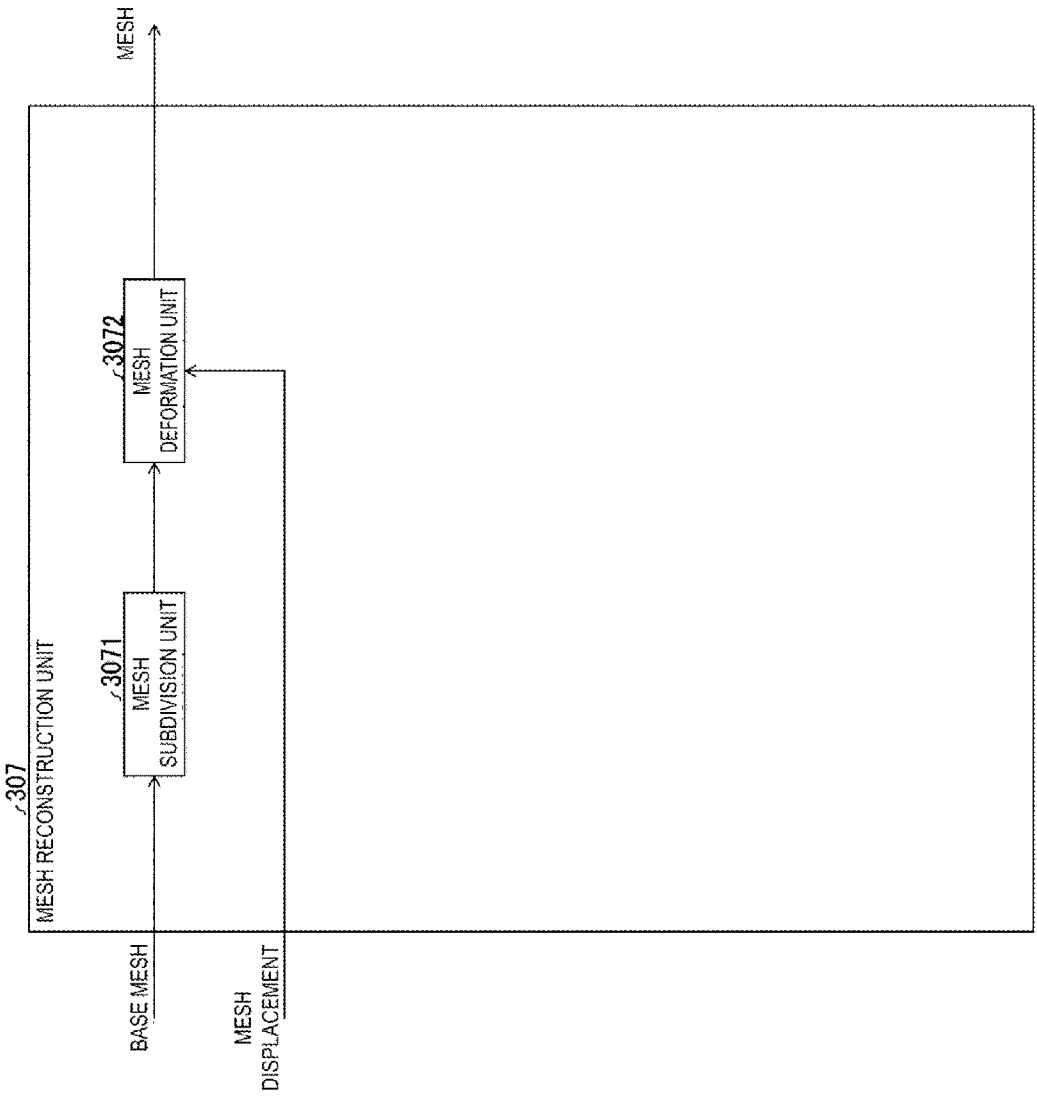 307
MESH RECONSTRUCTION UNIT
BASE MESH
3071
MESH
SUBDIVISION UNIT
3072
MESH
DEFORMATION UNIT
MESH
MESH
DISPLACEMENT